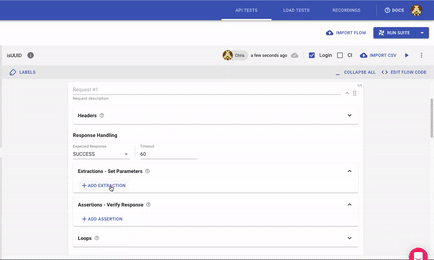 API TESTS LOAD TESTS RECORDINGS DOCS
IMPORT FLOW RUN SUITE
isUUID Chris a few seconds ago Login CI IMPORT CSV
LABELS COLLAPSE ALL EDIT FLOW CODE
Request #1
Request description
Headers
Response Handling
Expected Response Timeout
SUCCESS 60
Extractions - Set Parameters
+ ADD EXTRACTION
Assertions - Verify Response
+ ADD ASSERTION
Loops